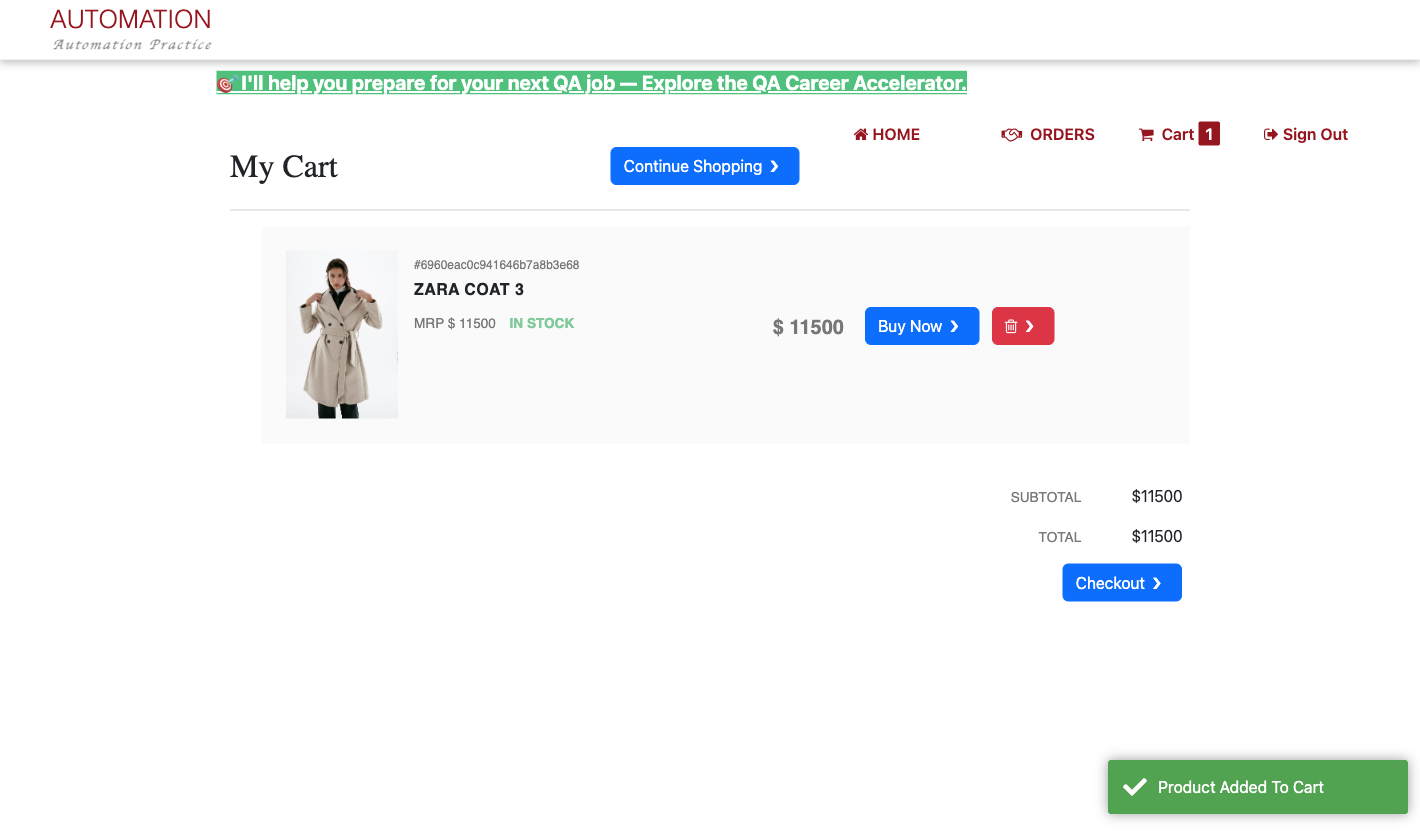 AUTOMATION
Automation Practice
🎯 I'll help you prepare for your next QA job — Explore the QA Career Accelerator.
HOME
ORDERS
Cart 1
Sign Out
My Cart
Continue Shopping ❯
#6960eac0c941646b7a8b3e68
ZARA COAT 3
MRP $ 11500 IN STOCK
$ 11500
Buy Now ❯
❯
SUBTOTAL $11500
TOTAL $11500
Checkout ❯
Product Added To Cart